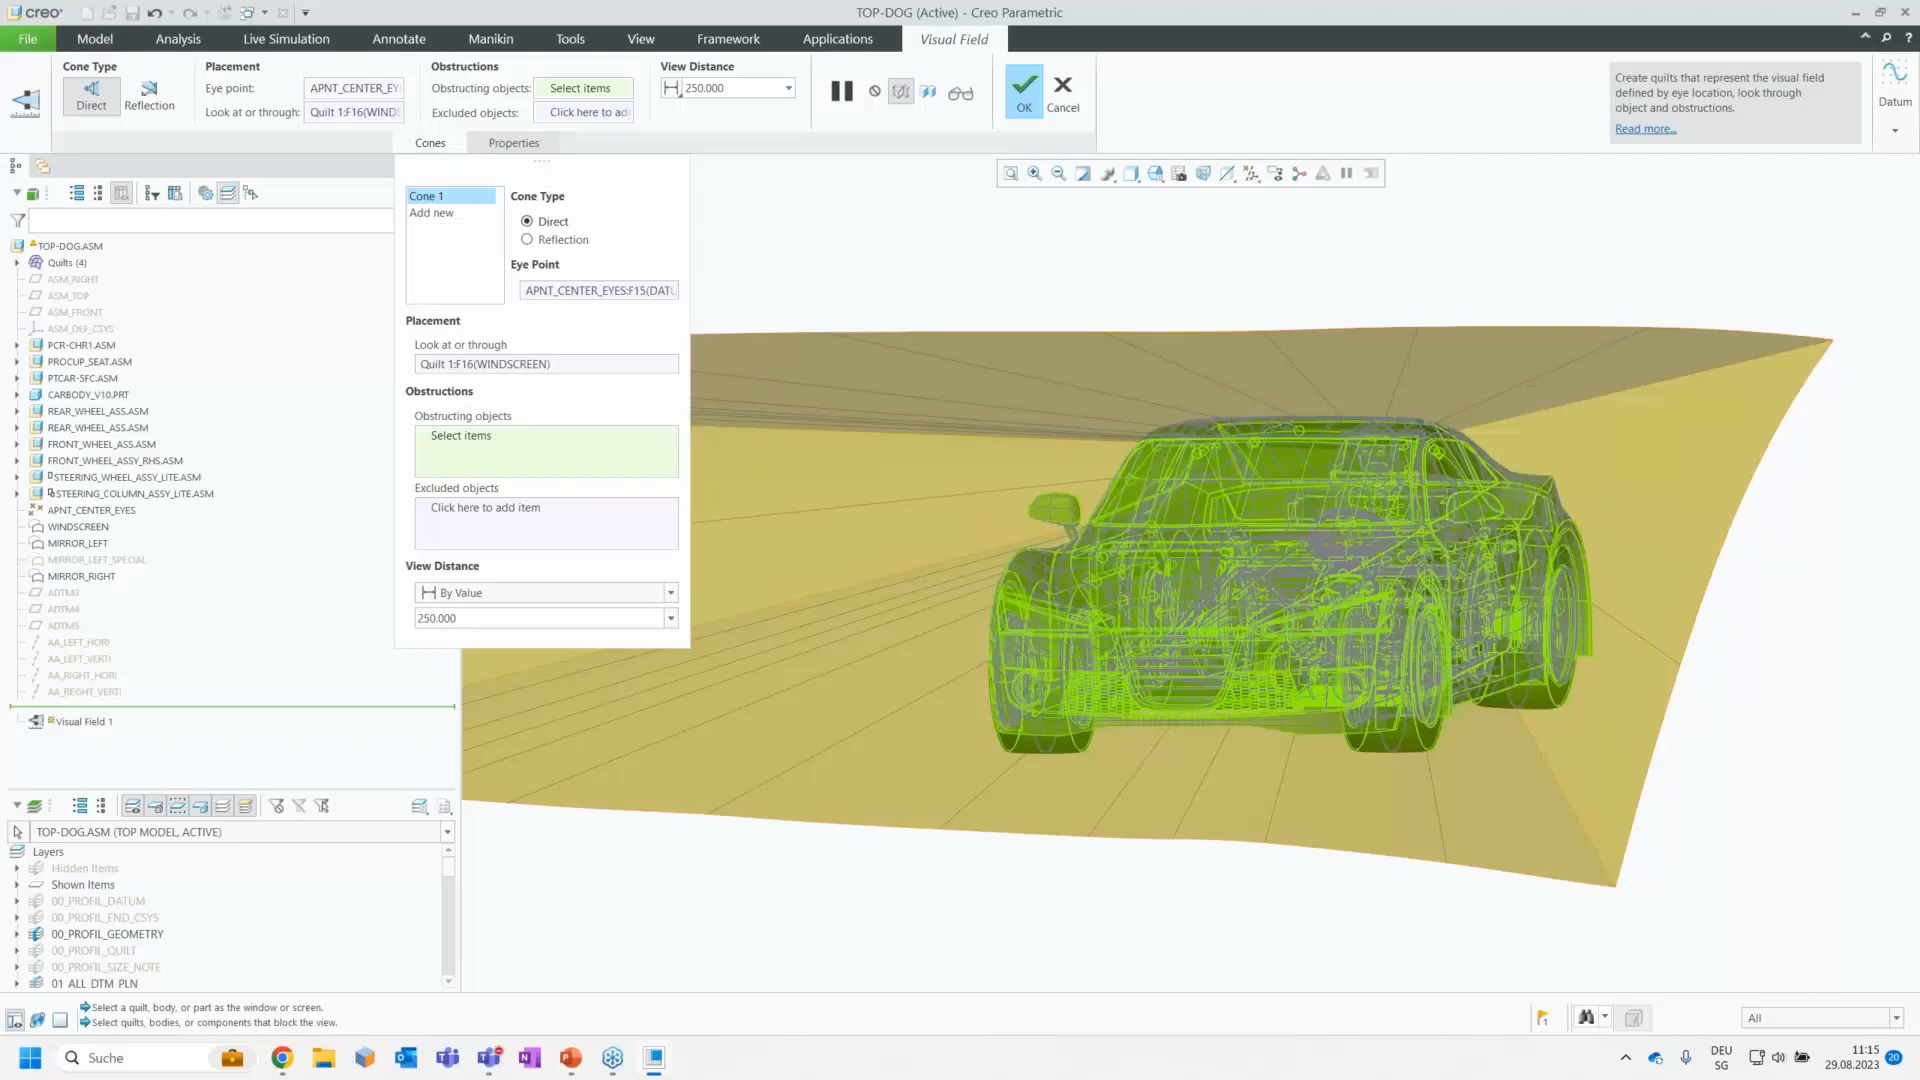 creo
TOP-DOG (Active) - Creo Parametric
File
Model
Analysis
Live Simulation
Annotate
Manikin
Tools
View
Framework
Applications
Visual Field
Cone Type
Direct
Reflection
Placement
Eye point:
APNT_CENTER_EY
Look at or through:
Quilt 1:F16(WINDS
Obstructions
Obstructing objects:
Select items
Excluded objects:
Click here to ad
View Distance
250.000
OK
Cancel
Create quilts that represent the visual field
defined by eye location, look through
object and obstructions.
Read more...
Datum
Cones
Properties
TOP-DOG.ASM
Quilts (4)
ASM_RIGHT
ASM_TOP
ASM_FRONT
ASM_DEF_CSYS
PCR-CHR1.ASM
PROCUP_SEAT.ASM
PTCAR-SFC.ASM
CARBODY_V10.PRT
REAR_WHEEL_ASS.ASM
REAR_WHEEL_ASS.ASM
FRONT_WHEEL_ASS.ASM
FRONT_WHEEL_ASSY_RHS.ASM
STEERING_WHEEL_ASSY_LITE.ASM
STEERING_COLUMN_ASSY_LITE.ASM
APNT_CENTER_EYES
WINDSCREEN
MIRROR_LEFT
MIRROR_LEFT_SPECIAL
MIRROR_RIGHT
ADTM3
ADTM4
ADTM5
AA_LEFT_HORI
AA_LEFT_VERTI
AA_RIGHT_HORI
AA_REGHT_VERTI
Visual Field 1
Cone 1
Add new
Cone Type
Direct
Reflection
Eye Point
APNT_CENTER_EYES:F15(DATU
Placement
Look at or through
Quilt 1:F16(WINDSCREEN)
Obstructions
Obstructing objects
Select items
Excluded objects
Click here to add item
View Distance
By Value
250.000
TOP-DOG.ASM (TOP MODEL, ACTIVE)
Layers
Hidden Items
Shown Items
00_PROFIL_DATUM
00_PROFIL_END_CSYS
00_PROFIL_GEOMETRY
00_PROFIL_QUILT
00_PROFIL_SIZE_NOTE
01_ALL_DTM_PLN
Select a quilt, body, or part as the window or screen.
Select quilts, bodies, or components that block the view.
1
All
Suche
DEU
SG
11:15
29.08.2023
20